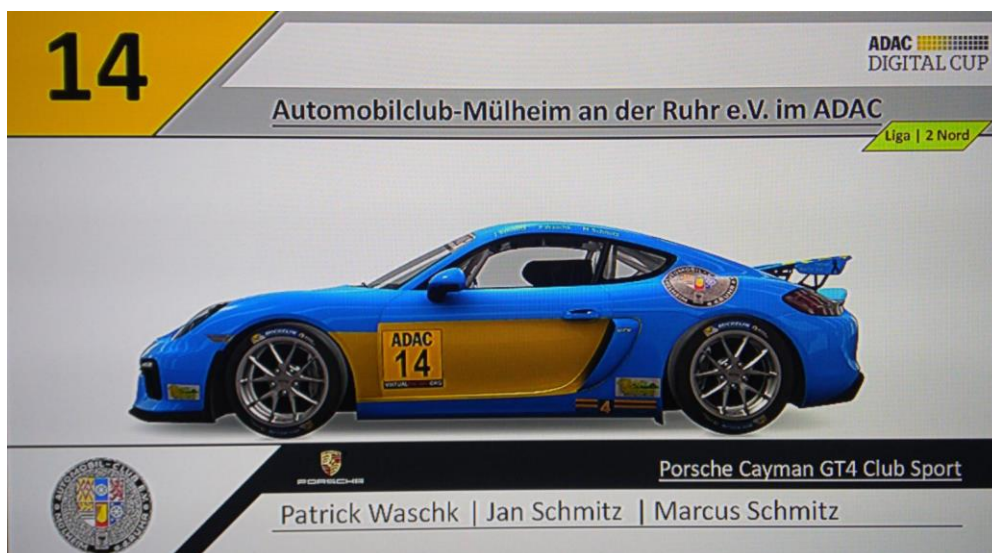 14
ADAC
DIGITAL CUP
Automobilclub-Mülheim an der Ruhr e.V. im ADAC
Liga | 2 Nord
ADAC
14
4
PORSCHE
Porsche Cayman GT4 Club Sport
Patrick Waschk | Jan Schmitz | Marcus Schmitz